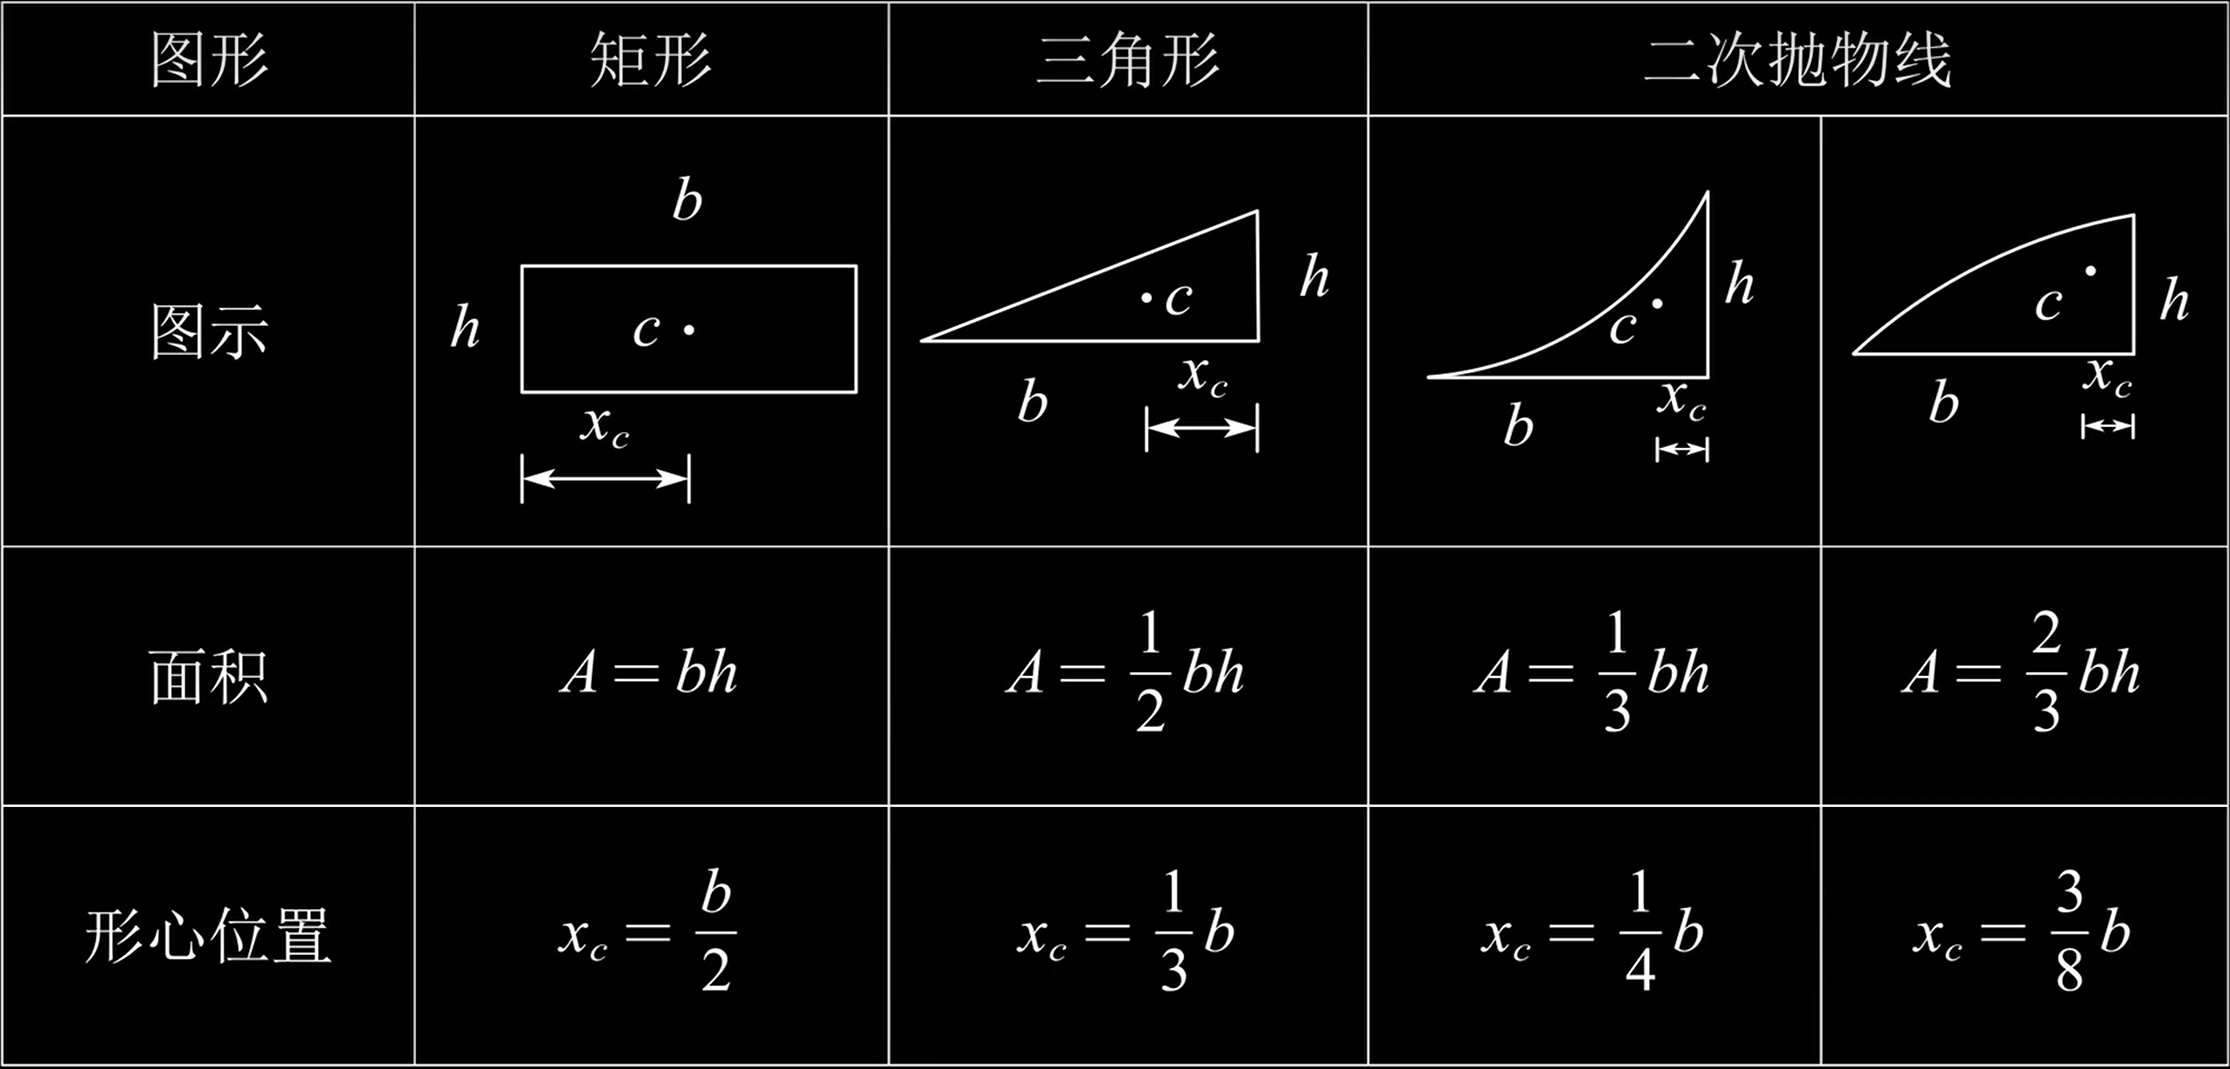 图形 矩形 三角形 二次抛物线
图示
b
h
c
x_c
h
c
b
x_c
h
c
b
x_c
h
c
b
x_c
面积 A = bh A = \frac{1}{2}bh A = \frac{1}{3}bh A = \frac{2}{3}bh
形心位置 x_c = \frac{b}{2} x_c = \frac{1}{3}b x_c = \frac{1}{4}b x_c = \frac{3}{8}b